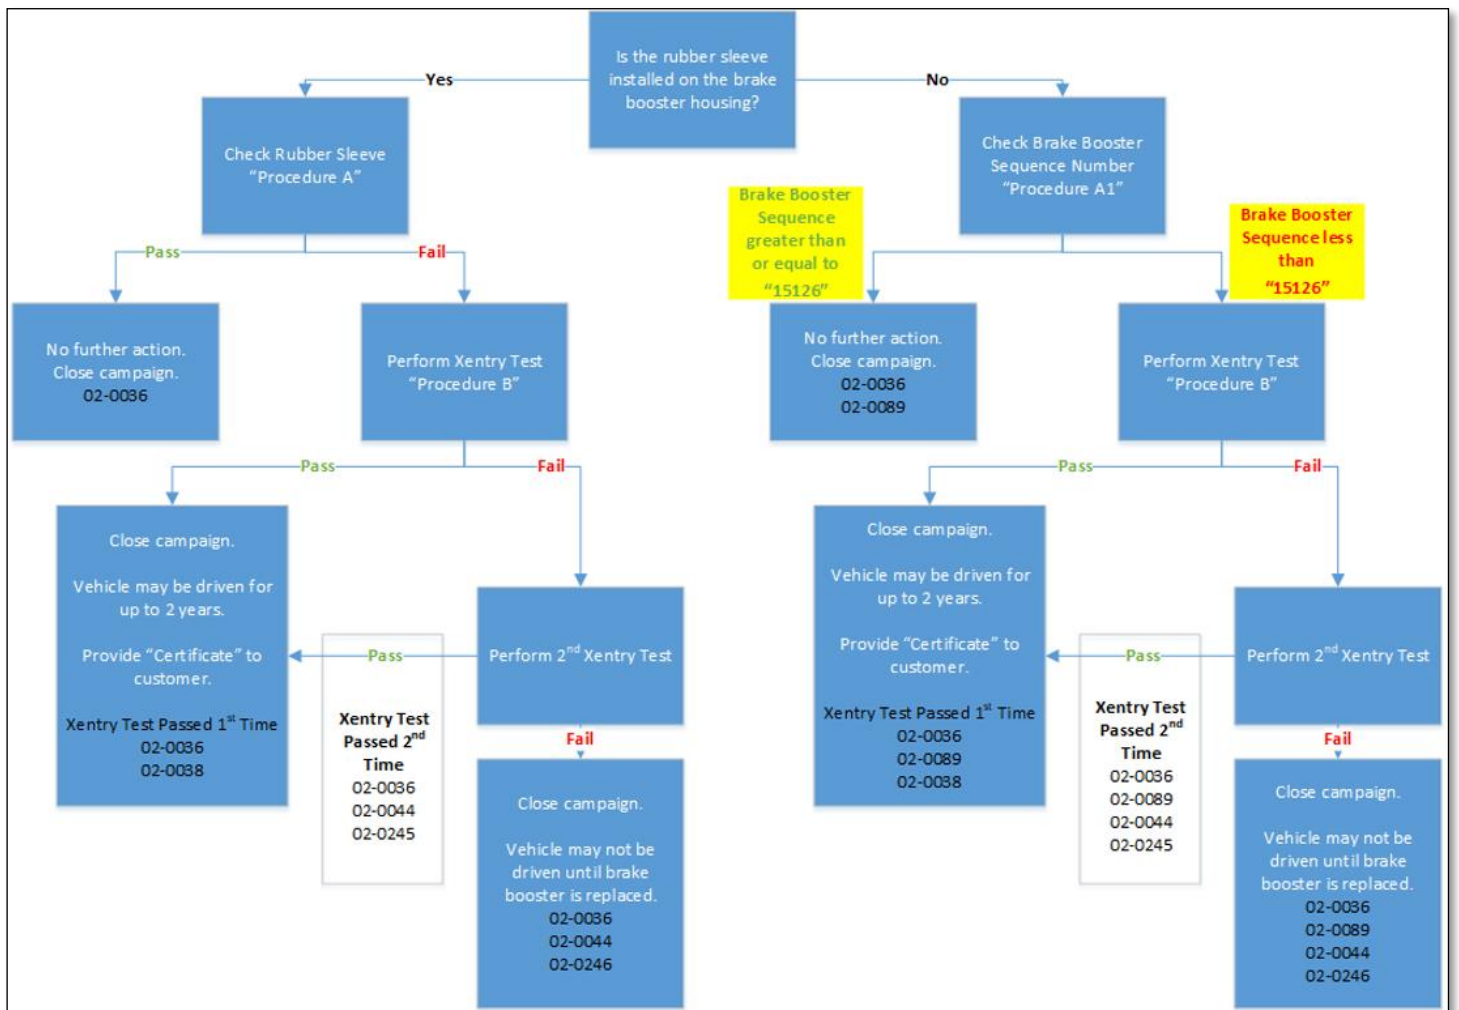 Is the rubber sleeve
installed on the brake
booster housing?
Yes
No
Check Rubber Sleeve
“Procedure A”
Check Brake Booster
Sequence Number
“Procedure A1”
Brake Booster
Sequence
greater than
or equal to
“15126”
Brake Booster
Sequence less
than
“15126”
Pass
Fail
No further action.
Close campaign.
02-0036
Perform Xentry Test
“Procedure B”
No further action.
Close campaign.
02-0036
02-0089
Perform Xentry Test
“Procedure B”
Pass
Fail
Pass
Fail
Close campaign.
Vehicle may be driven for
up to 2 years.
Provide “Certificate” to
customer.
Xentry Test Passed 1st Time
02-0036
02-0038
Pass
Perform 2nd Xentry Test
Xentry Test
Passed 2nd
Time
02-0036
02-0044
02-0245
Fail
Close campaign.
Vehicle may not be
driven until brake
booster is replaced.
02-0036
02-0044
02-0246
Close campaign.
Vehicle may be driven for
up to 2 years.
Provide “Certificate” to
customer.
Xentry Test Passed 1st Time
02-0036
02-0089
02-0038
Pass
Perform 2nd Xentry Test
Xentry Test
Passed 2nd
Time
02-0036
02-0089
02-0044
02-0245
Fail
Close campaign.
Vehicle may not be
driven until brake
booster is replaced.
02-0036
02-0089
02-0044
02-0246